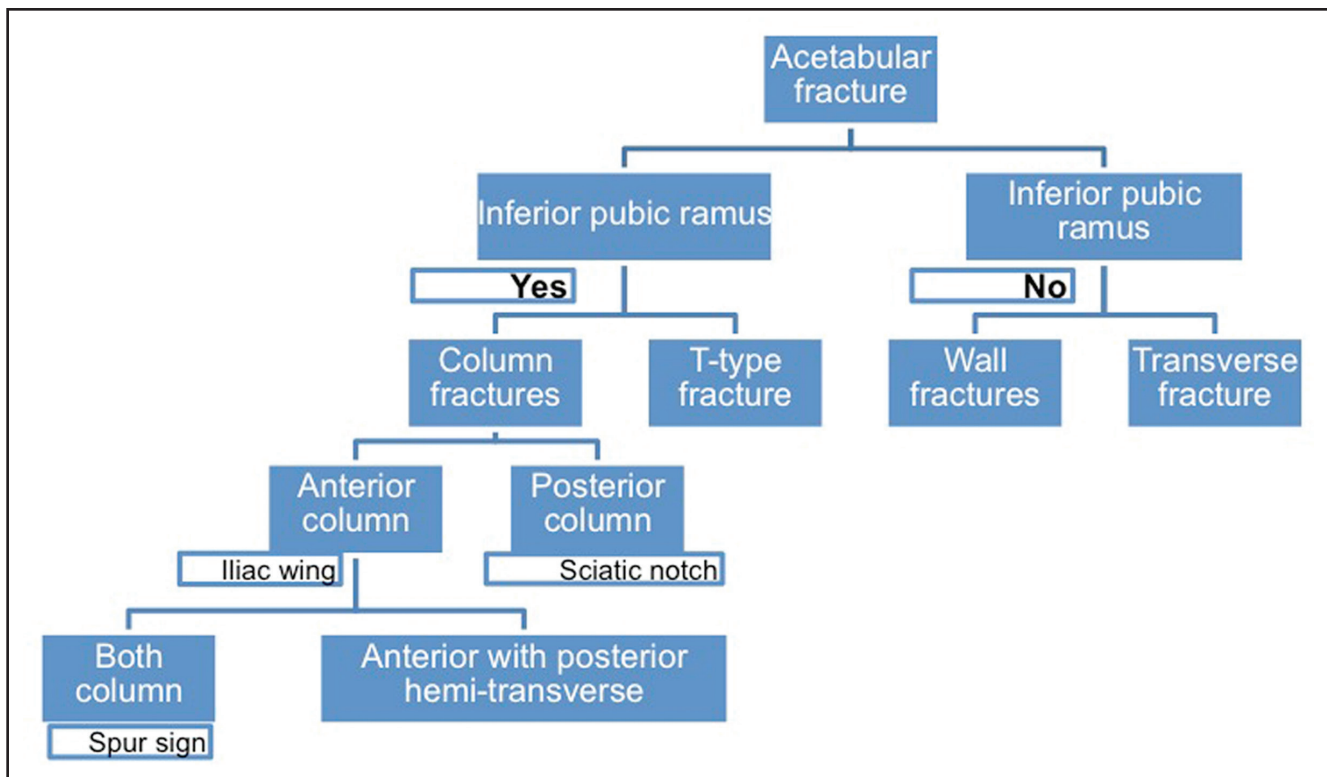 Acetabular
fracture
Inferior pubic ramus
Inferior pubic
ramus
Yes
No
Column
fractures
T-type
fracture
Wall
fractures
Transverse
fracture
Anterior
column
Posterior
column
Iliac wing
Sciatic notch
Both
column
Anterior with posterior
hemi-transverse
Spur sign